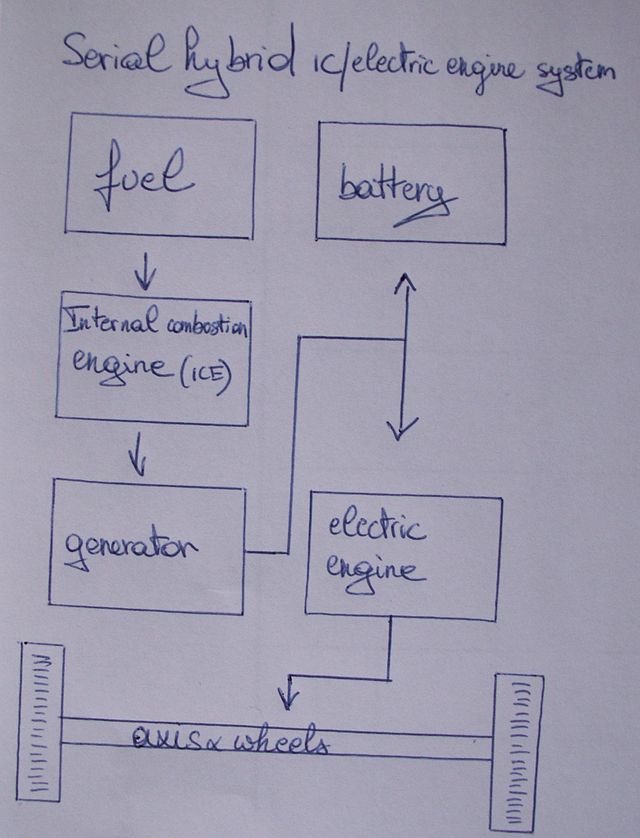 Serial hybrid ic/electric engine system
fuel
battery
Internal combostion
engine (ICE)
generator
electric
engine
axis & wheels